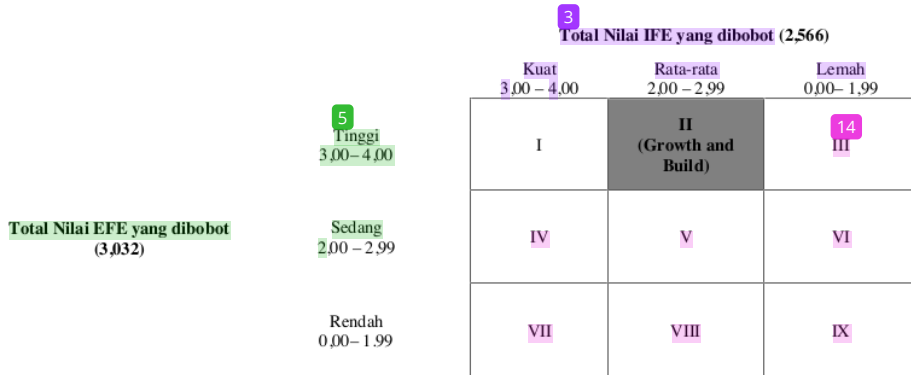 3
Total Nilai IFE yang dibobot (2,566)
Kuat
3,00 – 4,00
Rata-rata
2,00 – 2,99
Lemah
0,00– 1,99
5
Tinggi
3,00– 4,00
I
II
(Growth and
Build)
14
III
Total Nilai EFE yang dibobot
(3,032)
Sedang
2,00 – 2,99
IV
V
VI
Rendah
0,00– 1.99
VII
VIII
IX